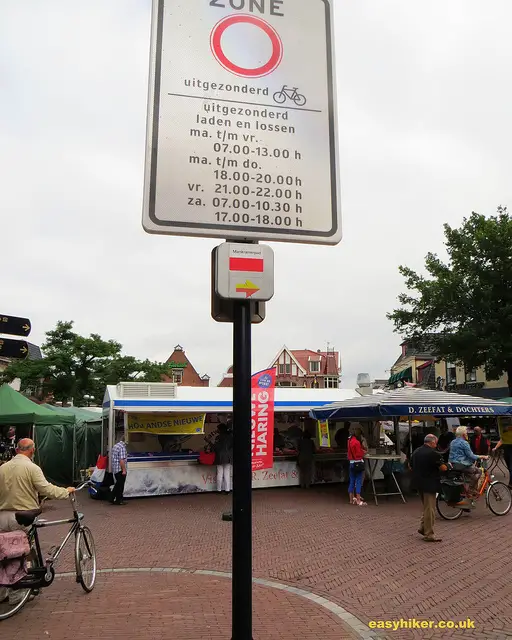 ZONE
uitgezonderd
uitgezonderd
laden en lossen
ma. t/m vr.
07.00-13.00 h
ma. t/m do.
18.00-20.00 h
vr. 21.00-22.00 h
za. 07.00-10.30 h
17.00-18.00 h
HOLLANDSE NIEUWE
NIEUWE
HARING
D. ZEEFAT & DOCHTERS
R. Zeefat &
easyhiker.co.uk